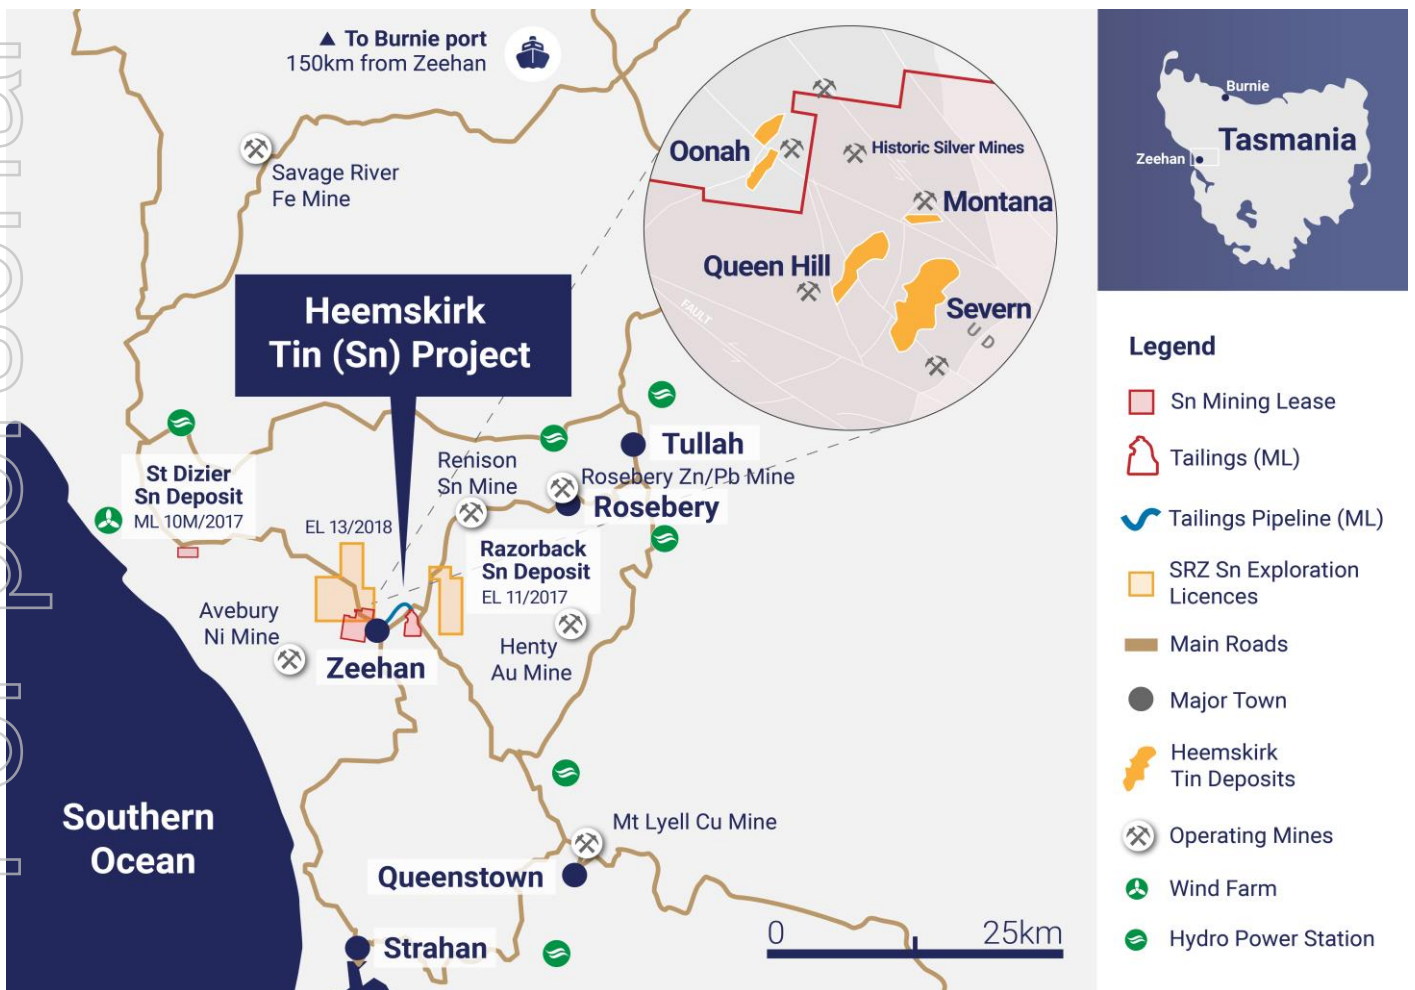 ▲ To Burnie port
150km from Zeehan
Savage River
Fe Mine
Heemskirk
Tin (Sn) Project
Oonah
Historic Silver Mines
Montana
Queen Hill
Severn
FAULT
U D
Burnie
Tasmania
Zeehan
Tullah
Renison
Sn Mine
Rosebery Zn/Pb Mine
Rosebery
St Dizier
Sn Deposit
ML 10M/2017
EL 13/2018
Razorback
Sn Deposit
EL 11/2017
Avebury
Ni Mine
Zeehan
Henty
Au Mine
Southern
Ocean
Mt Lyell Cu Mine
Queenstown
Strahan
0 25km
Legend
Sn Mining Lease
Tailings (ML)
Tailings Pipeline (ML)
SRZ Sn Exploration
Licences
Main Roads
Major Town
Heemskirk
Tin Deposits
Operating Mines
Wind Farm
Hydro Power Station